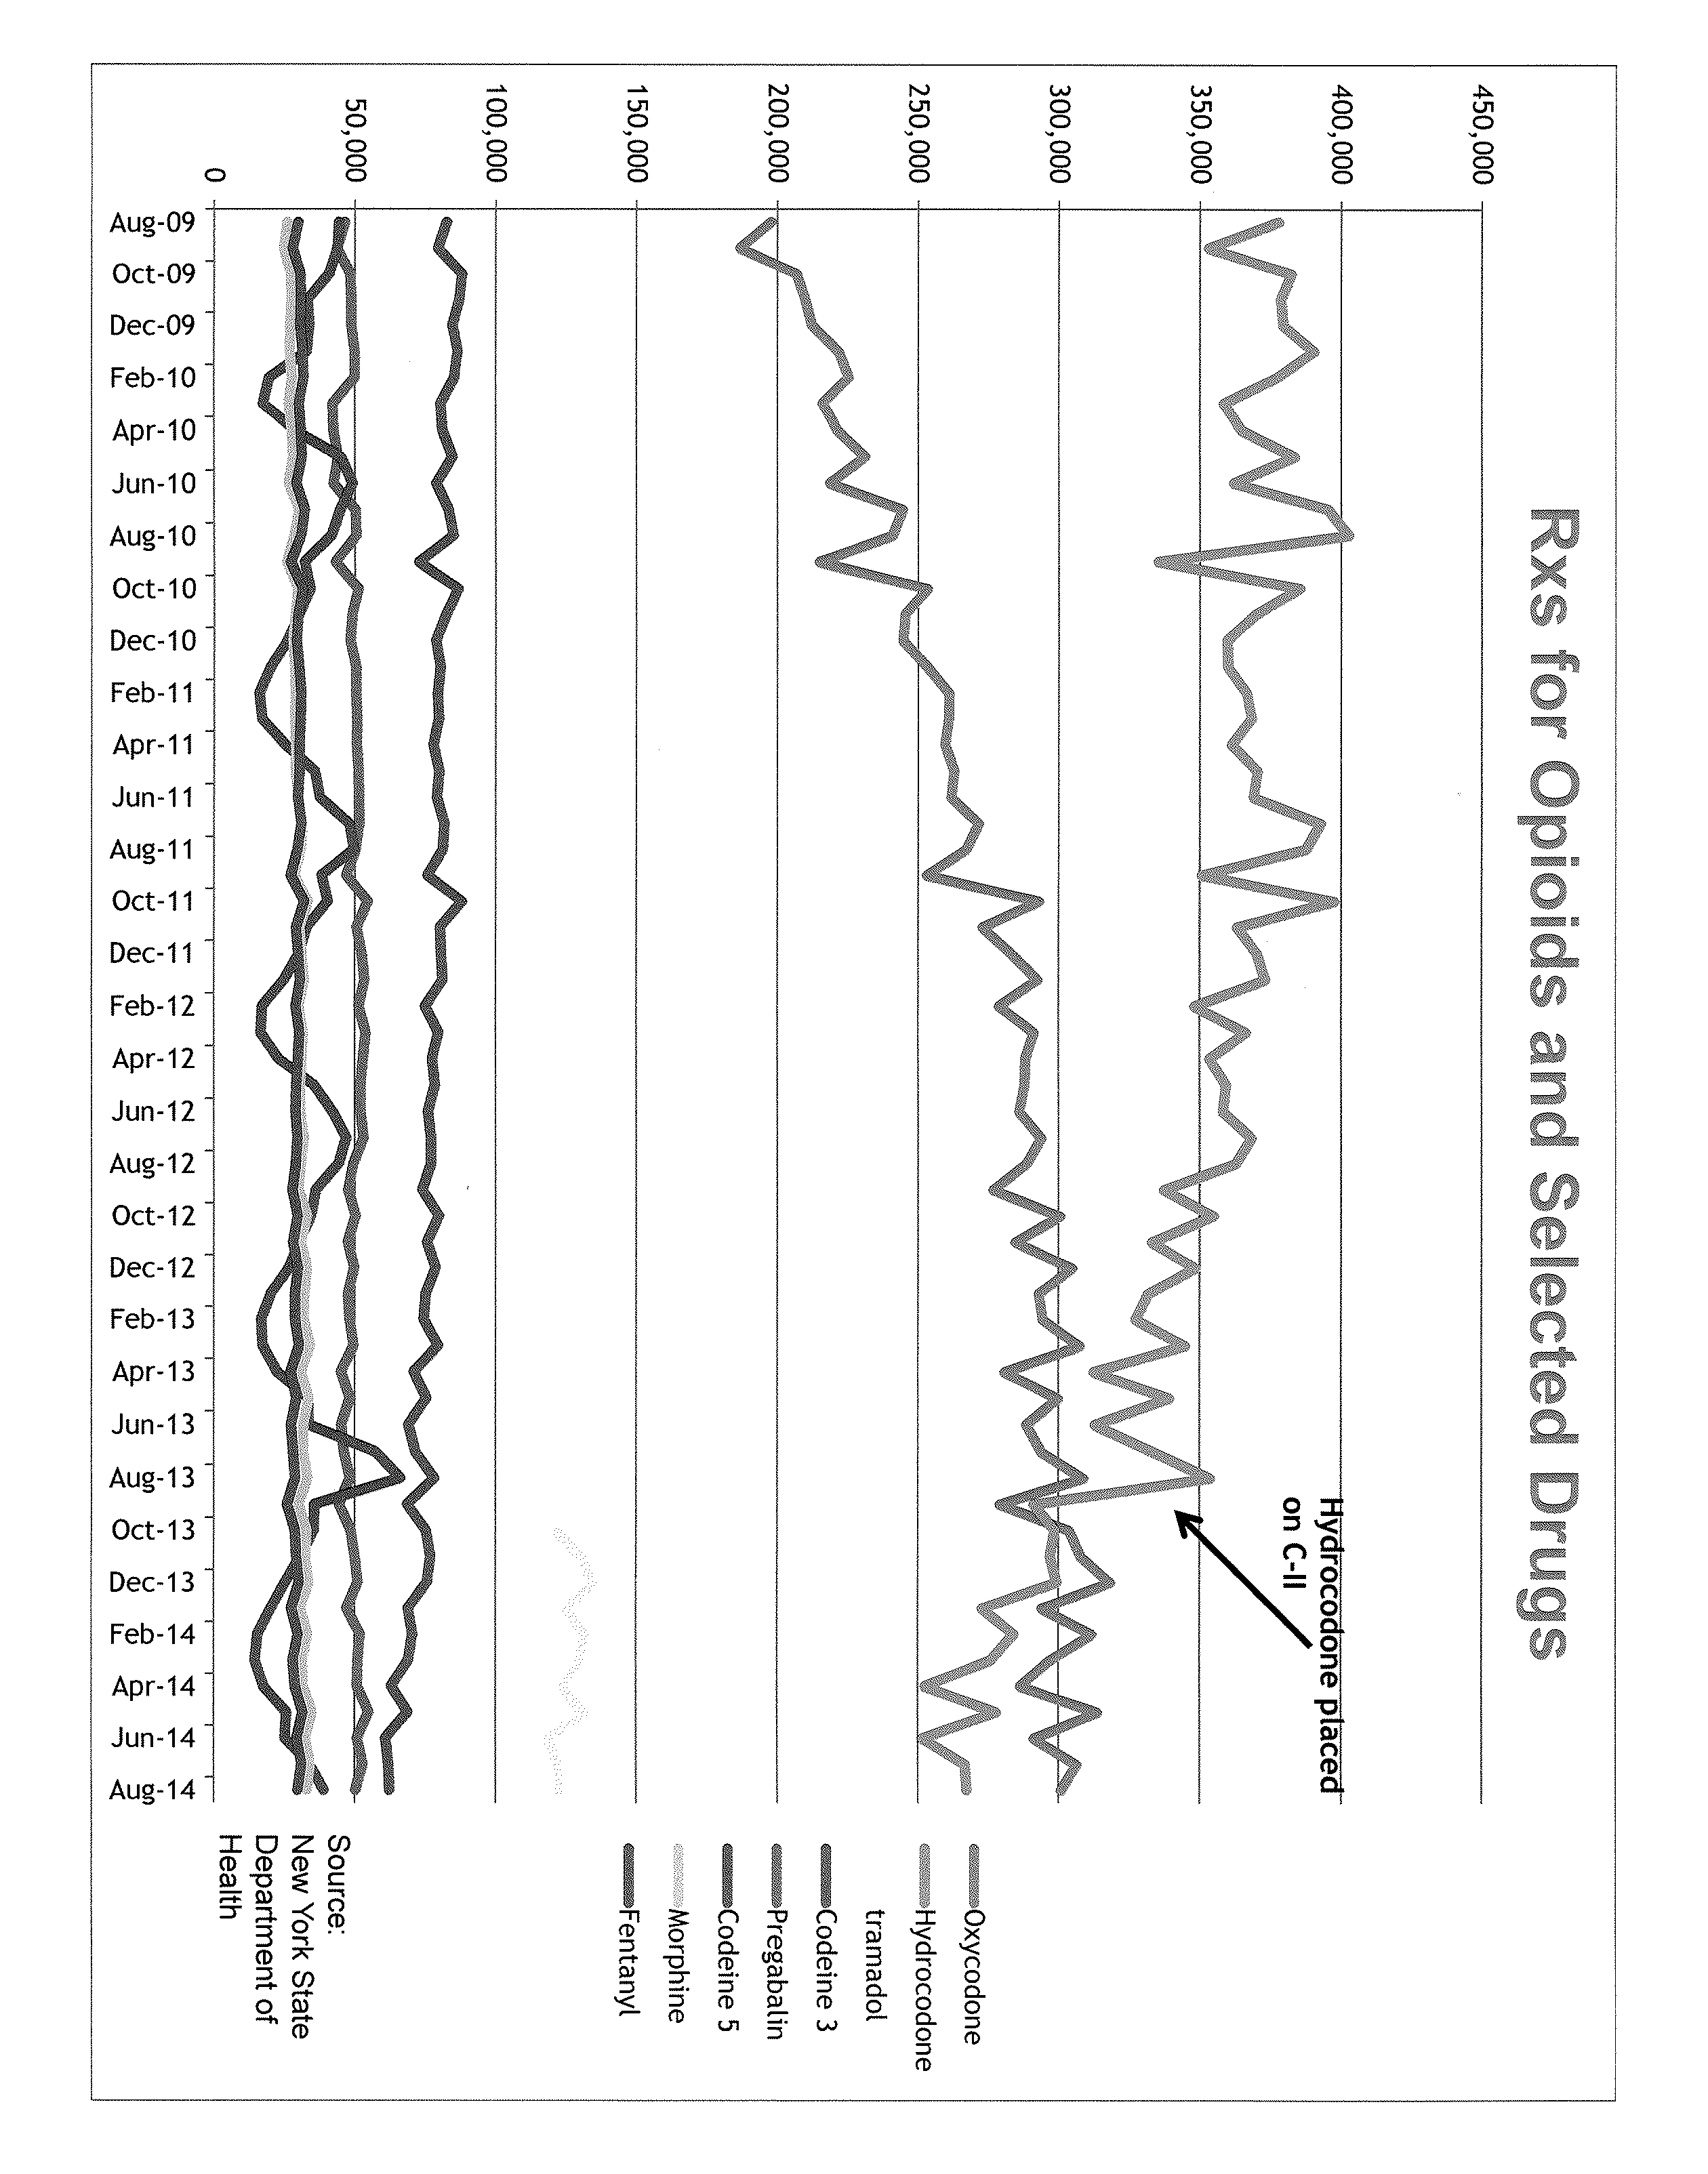 Rxs for Opioids and Selected Drugs
450,000
400,000
350,000
300,000
250,000
200,000
150,000
100,000
50,000
0
Hydrocodone placed
on C-II
Aug-09
Oct-09
Dec-09
Feb-10
Apr-10
Jun-10
Aug-10
Oct-10
Dec-10
Feb-11
Apr-11
Jun-11
Aug-11
Oct-11
Dec-11
Feb-12
Apr-12
Jun-12
Aug-12
Oct-12
Dec-12
Feb-13
Apr-13
Jun-13
Aug-13
Oct-13
Dec-13
Feb-14
Apr-14
Jun-14
Aug-14
Oxycodone
Hydrocodone
tramadol
Codeine 3
Pregabalin
Codeine 5
Morphine
Fentanyl
Source:
New York State
Department of
Health